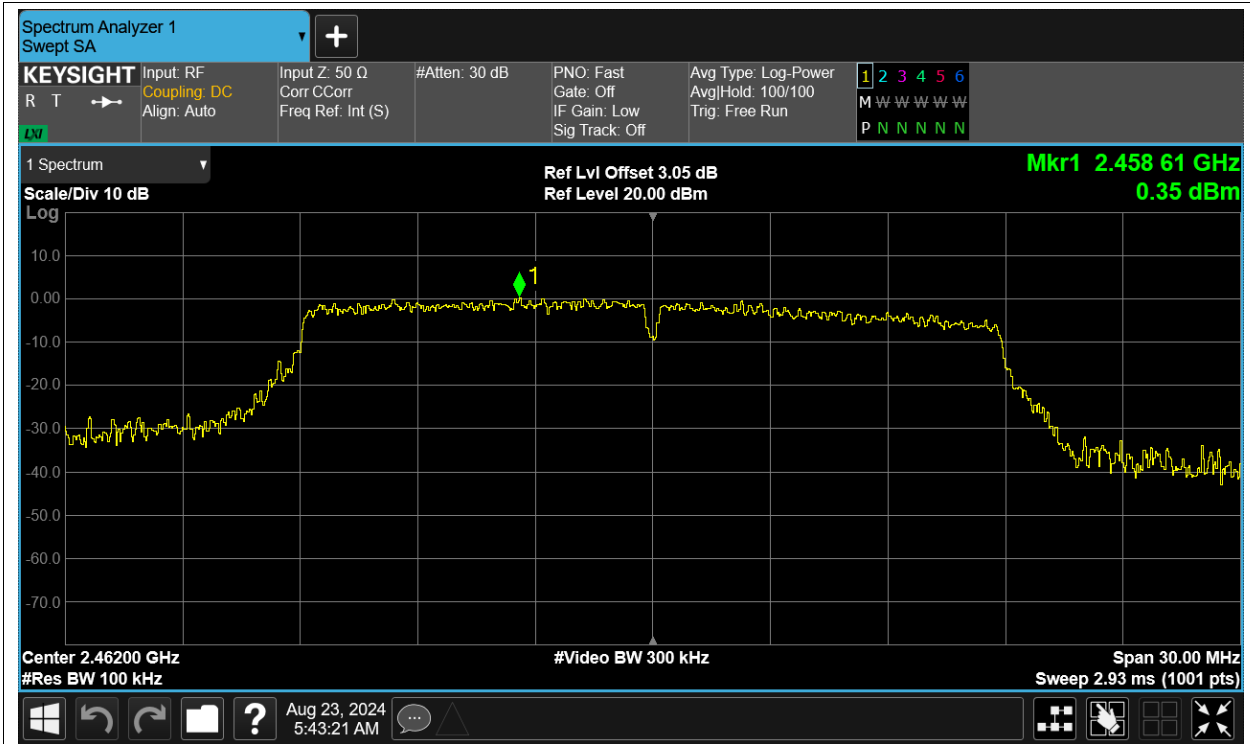 Spectrum Analyzer 1
Swept SA
KEYSIGHT
R T
LXI
Input: RF
Coupling: DC
Align: Auto
Input Z: 50 Ω
Corr CCorr
Freq Ref: Int (S)
#Atten: 30 dB
PNO: Fast
Gate: Off
IF Gain: Low
Sig Track: Off
Avg Type: Log-Power
Avg|Hold: 100/100
Trig: Free Run
1 2 3 4 5 6
M W W W W W
P N N N N N
1 Spectrum
Scale/Div 10 dB
Ref Lvl Offset 3.05 dB
Ref Level 20.00 dBm
Mkr1 2.458 61 GHz
0.35 dBm
Log
10.0
0.00
-10.0
-20.0
-30.0
-40.0
-50.0
-60.0
-70.0
1
Center 2.46200 GHz
#Res BW 100 kHz
#Video BW 300 kHz
Span 30.00 MHz
Sweep 2.93 ms (1001 pts)
?
Aug 23, 2024
5:43:21 AM